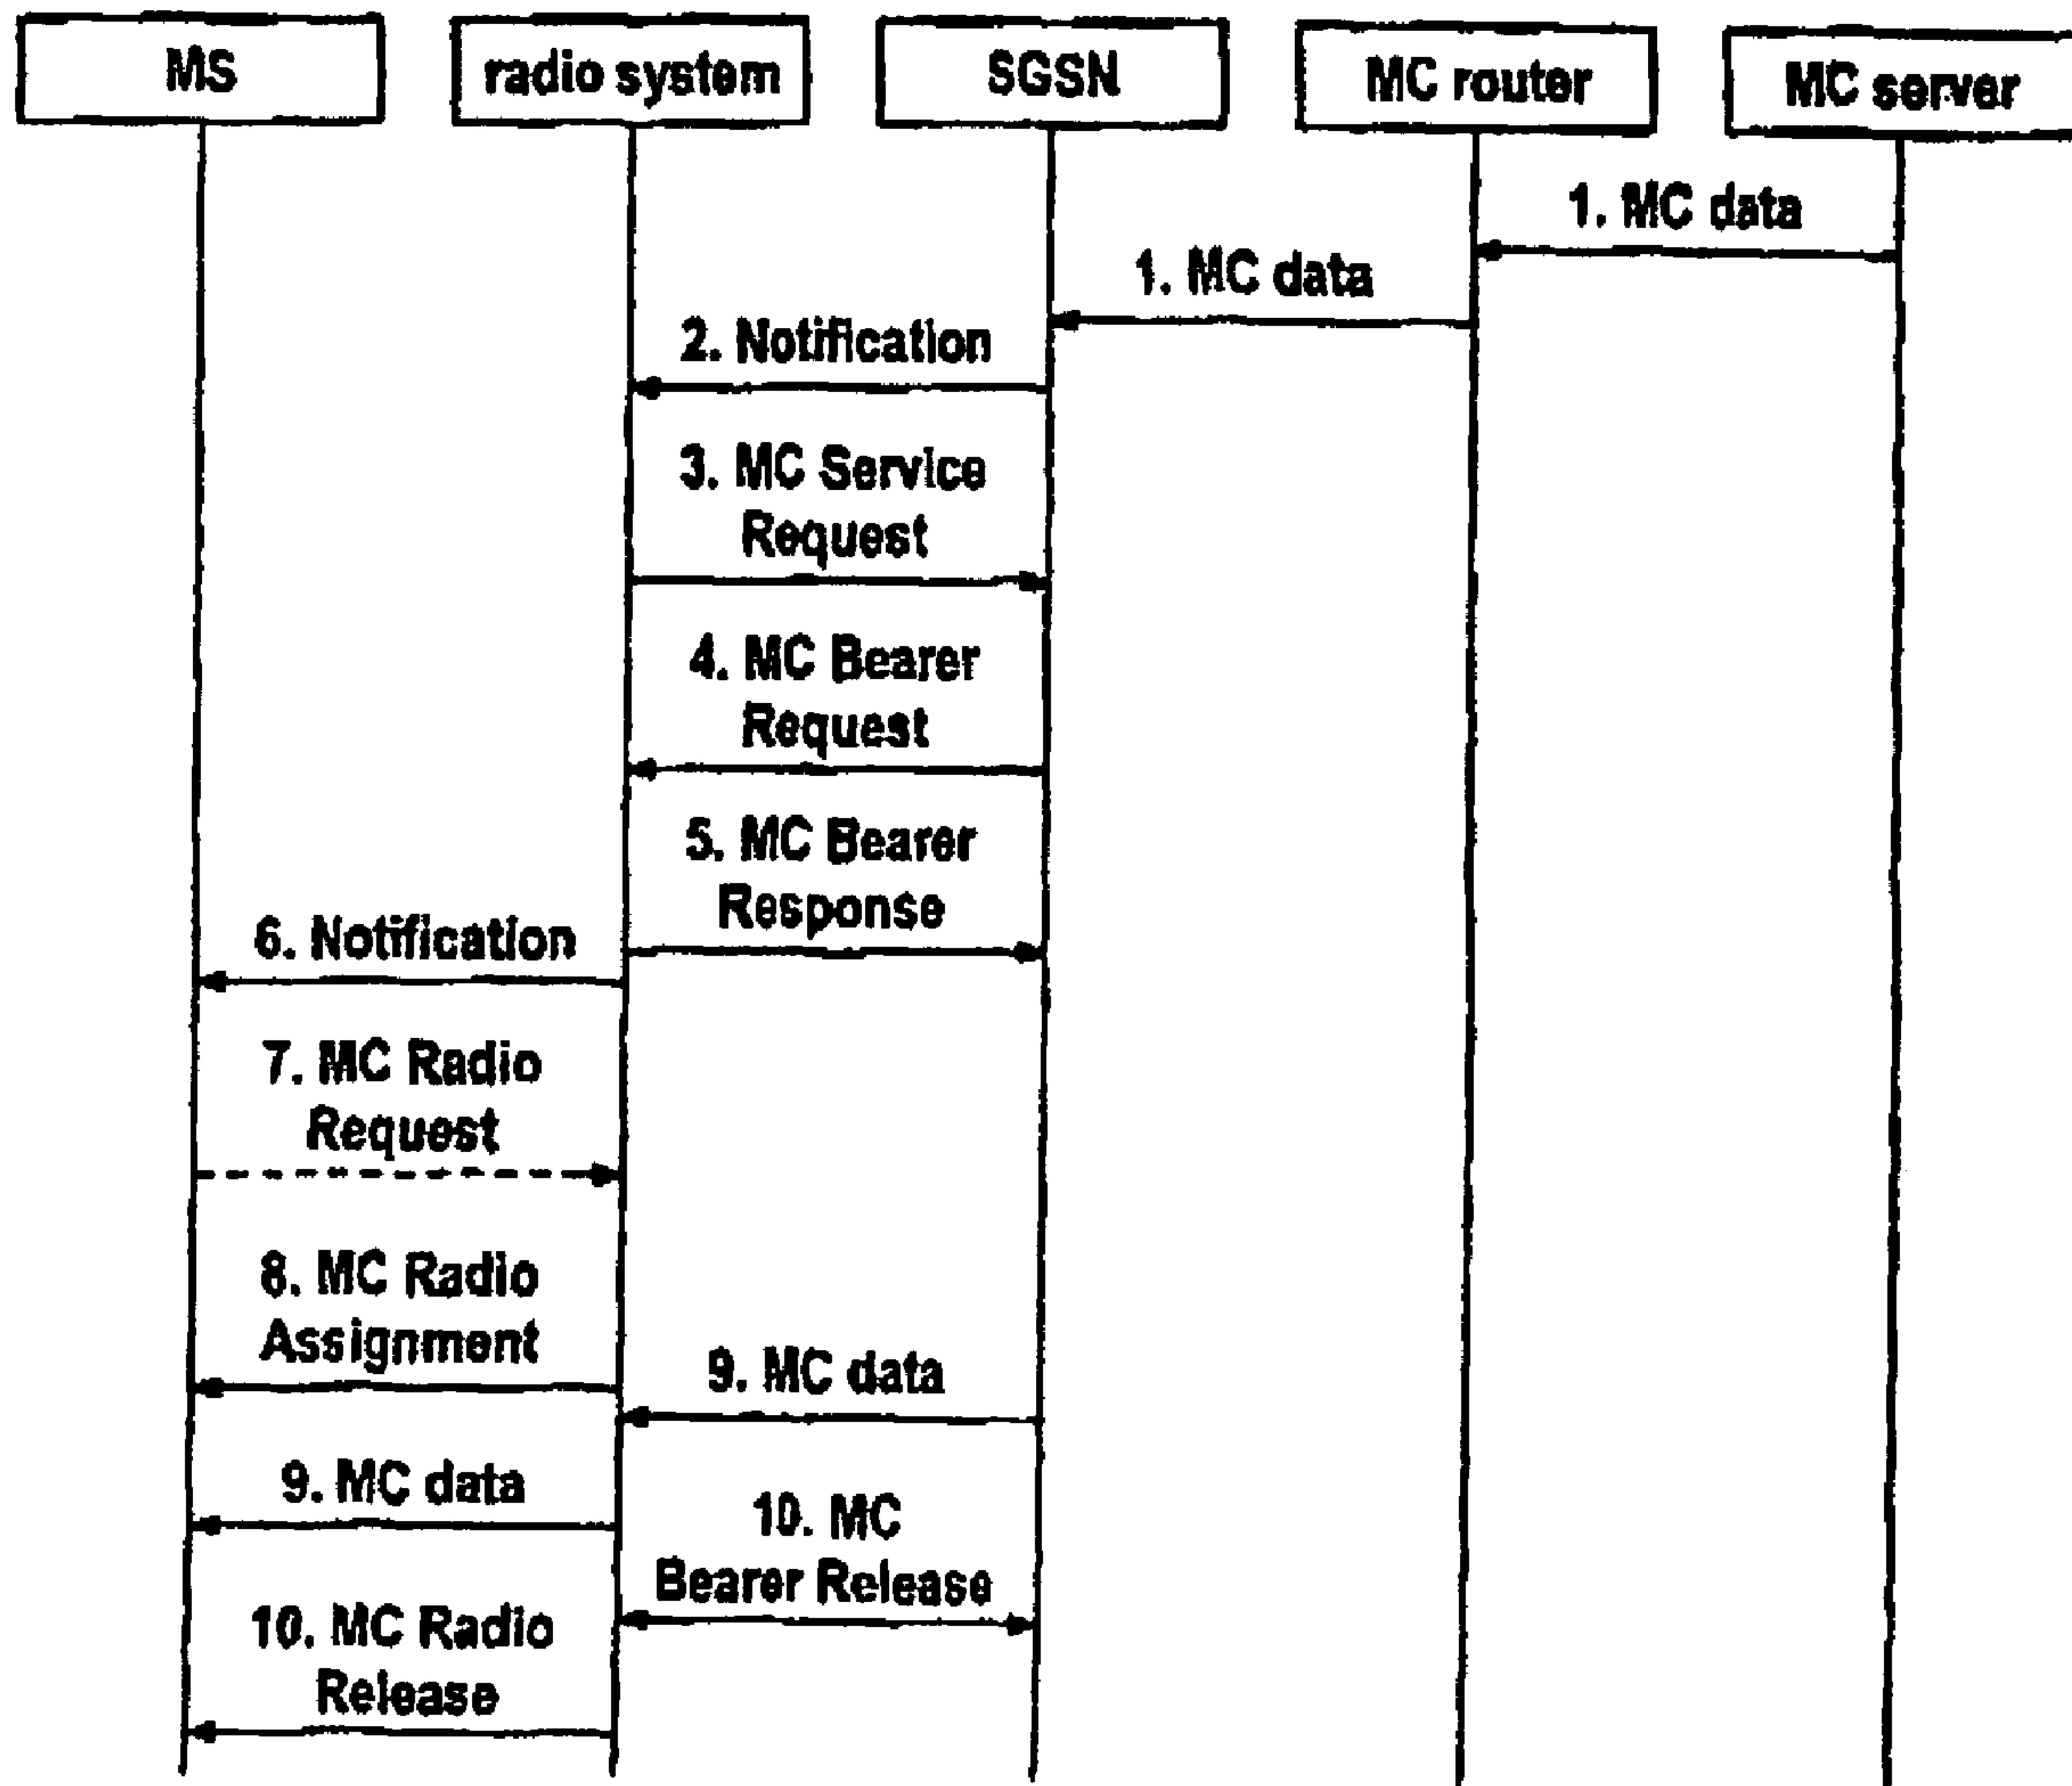 MS
radio system
SGSN
MC router
MC server
1. MC data
1. MC data
2. Notification
3. MC Service
Request
4. MC Bearer
Request
5. MC Bearer
Response
6. Notification
7. MC Radio
Request
8. MC Radio
Assignment
9. MC data
9. MC data
10. MC
Bearer Release
10. MC Radio
Release